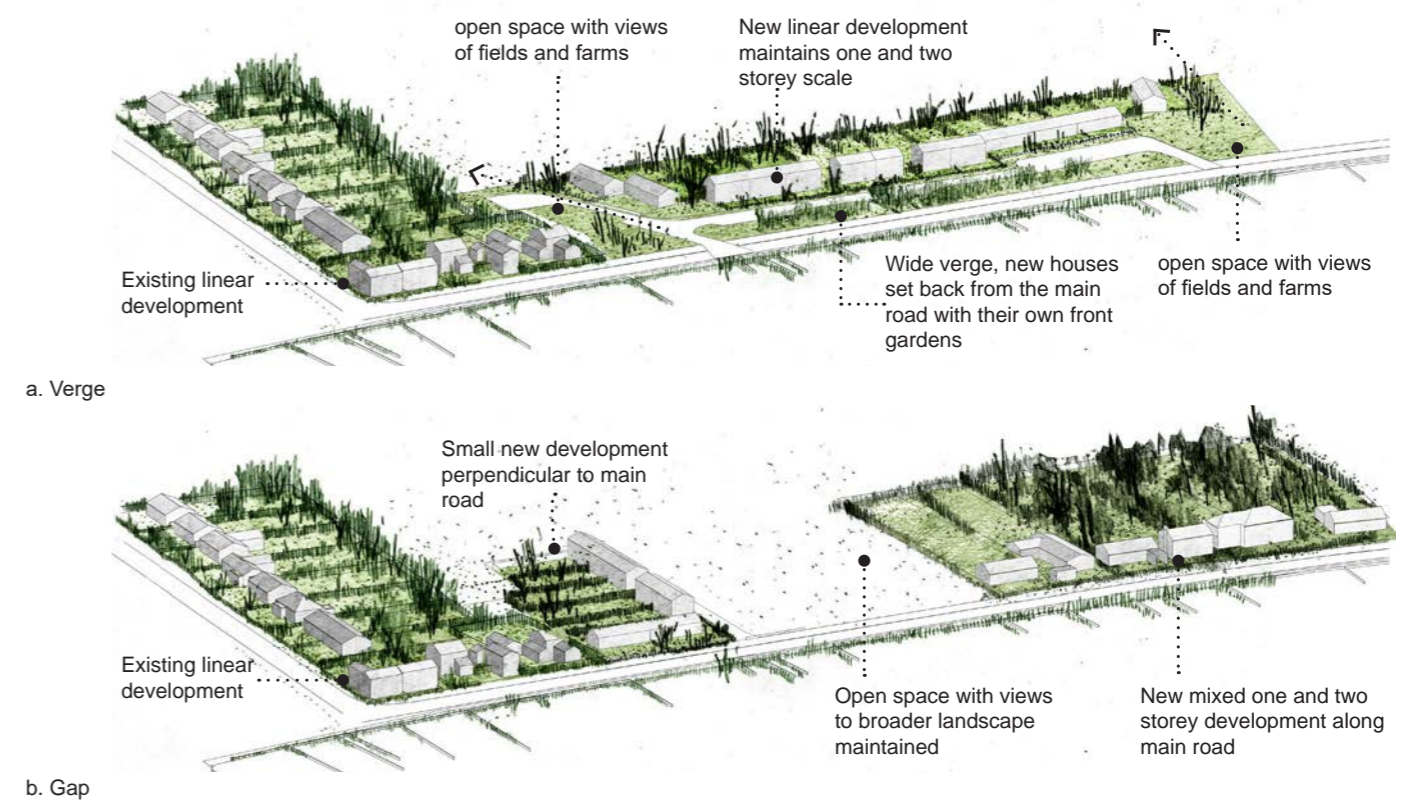 open space with views
of fields and farms
New linear development
maintains one and two
storey scale
Existing linear
development
Wide verge, new houses
set back from the main
road with their own front
gardens
open space with views
of fields and farms
a. Verge
Small new development
perpendicular to main
road
Existing linear
development
Open space with views
to broader landscape
maintained
New mixed one and two
storey development along
main road
b. Gap